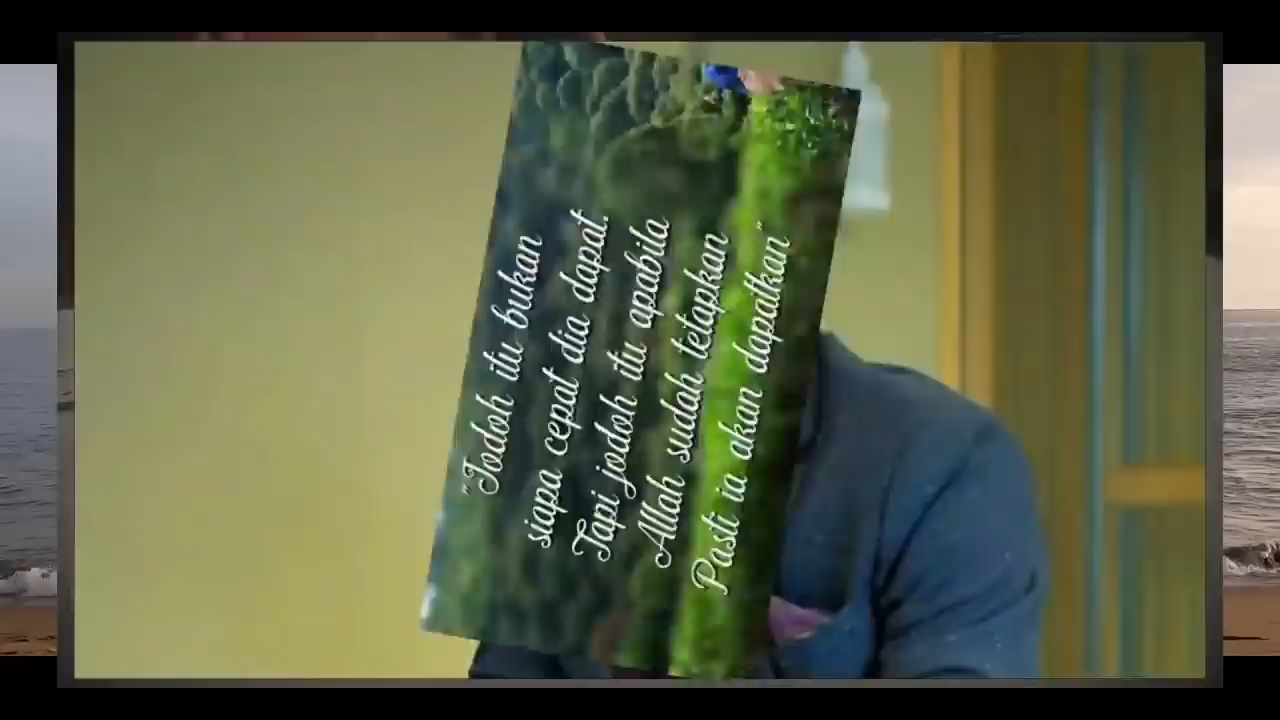 "Jodoh itu bukan
siapa cepat dia dapat.
Tapi jodoh itu apabila
Allah sudah tetapkan
Pasti ia akan dapatkan"